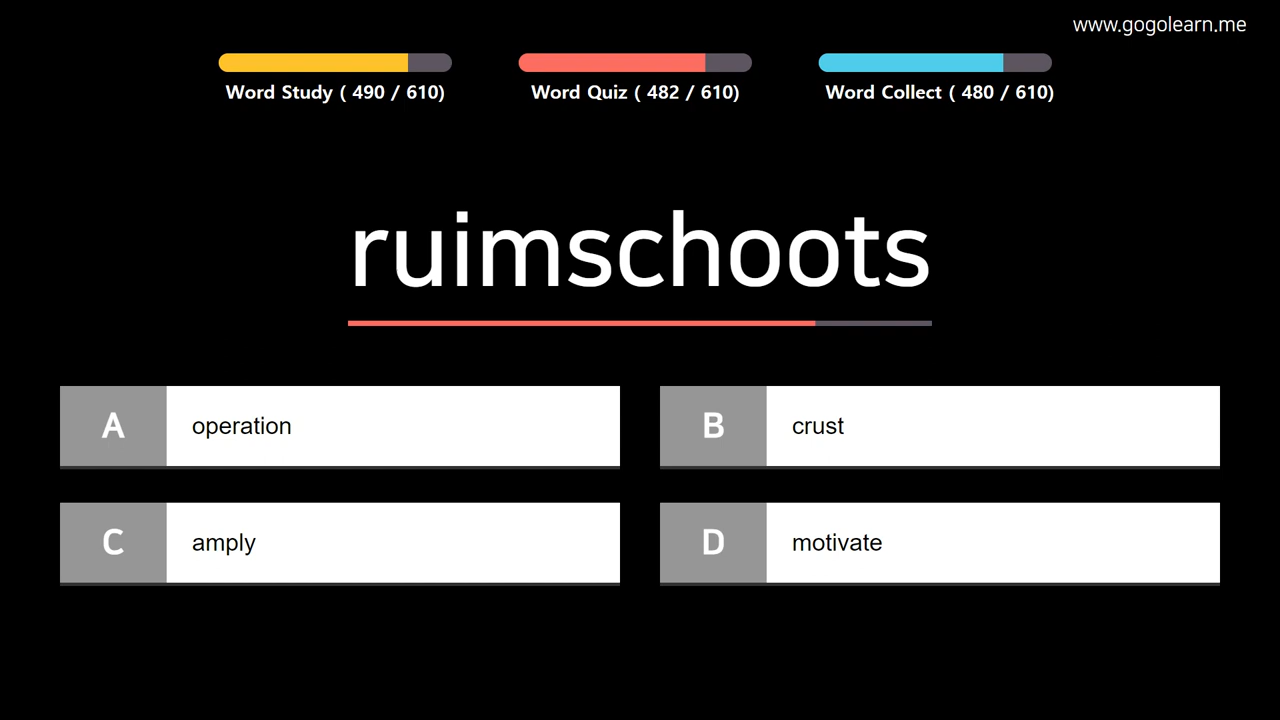 www.gogolearn.me
Word Study ( 490 / 610)
Word Quiz ( 482 / 610)
Word Collect ( 480 / 610)
ruimschoots
A operation
B crust
C amply
D motivate